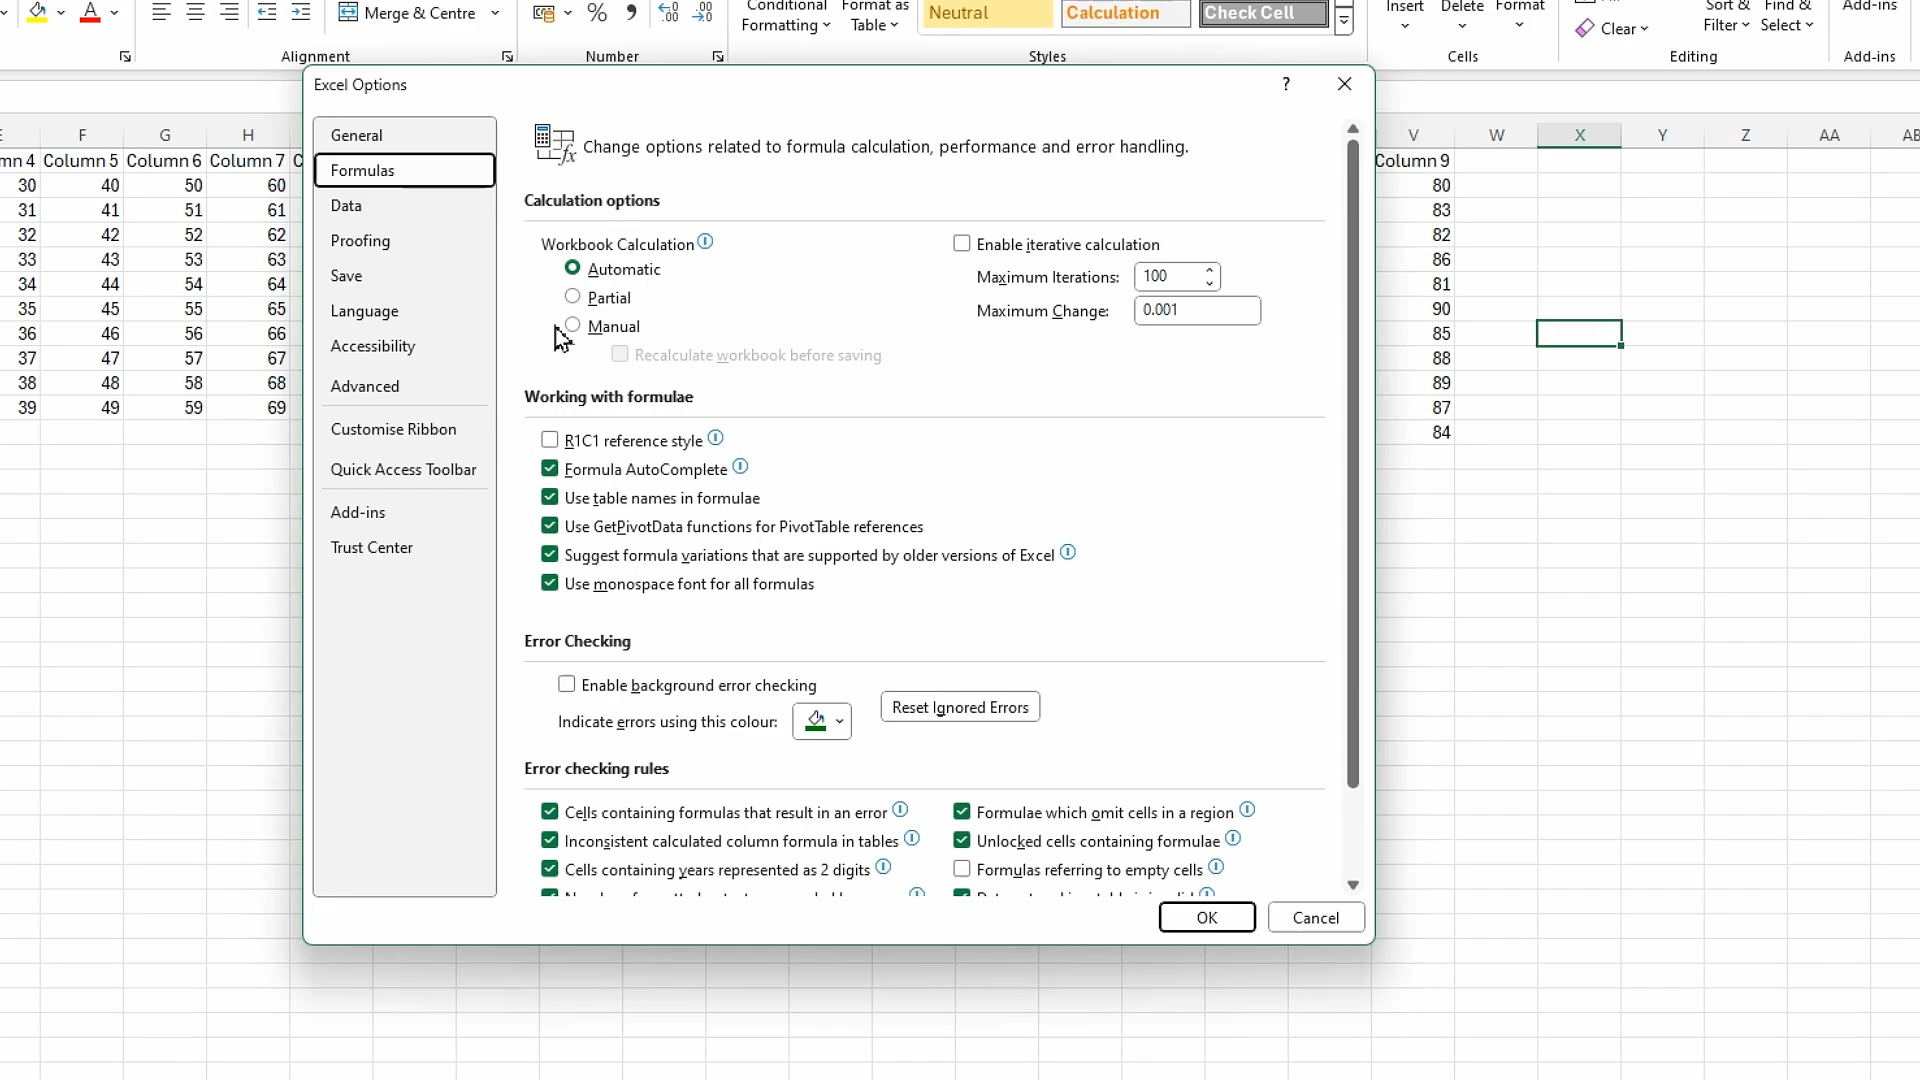 Merge & Centre
%
Conditional
Formatting
Format as
Table
Neutral
Calculation
Check Cell
Insert
Delete
Format
Clear
Sort &
Filter
Find &
Select
Add-ins
Alignment
Number
Styles
Cells
Editing
Add-ins
Excel Options
?
General
Formulas
Data
Proofing
Save
Language
Accessibility
Advanced
Customise Ribbon
Quick Access Toolbar
Add-ins
Trust Center
Change options related to formula calculation, performance and error handling.
Calculation options
Workbook Calculation
Automatic
Partial
Manual
Recalculate workbook before saving
Enable iterative calculation
Maximum Iterations: 100
Maximum Change: 0.001
Working with formulae
R1C1 reference style
Formula AutoComplete
Use table names in formulae
Use GetPivotData functions for PivotTable references
Suggest formula variations that are supported by older versions of Excel
Use monospace font for all formulas
Error Checking
Enable background error checking
Indicate errors using this colour:
Reset Ignored Errors
Error checking rules
Cells containing formulas that result in an error
Inconsistent calculated column formula in tables
Cells containing years represented as 2 digits
Formulae which omit cells in a region
Unlocked cells containing formulae
Formulas referring to empty cells
OK
Cancel
E F G H V W X Y Z AA AB
mn 4 Column 5 Column 6 Column 7 C Column 9
30 40 50 60 80
31 41 51 61 83
32 42 52 62 82
33 43 53 63 86
34 44 54 64 81
35 45 55 65 90
36 46 56 66 85
37 47 57 67 88
38 48 58 68 89
39 49 59 69 87
84